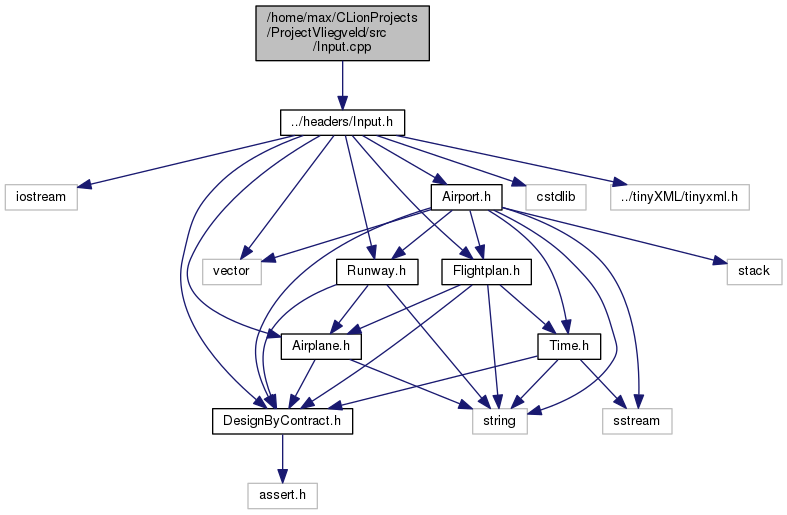 /home/max/CLionProjects
/ProjectVliegveld/src
/Input.cpp
../headers/Input.h
iostream
Airport.h
cstdlib
../tinyXML/tinyxml.h
vector
Runway.h
Flightplan.h
stack
Airplane.h
Time.h
DesignByContract.h
string
sstream
assert.h